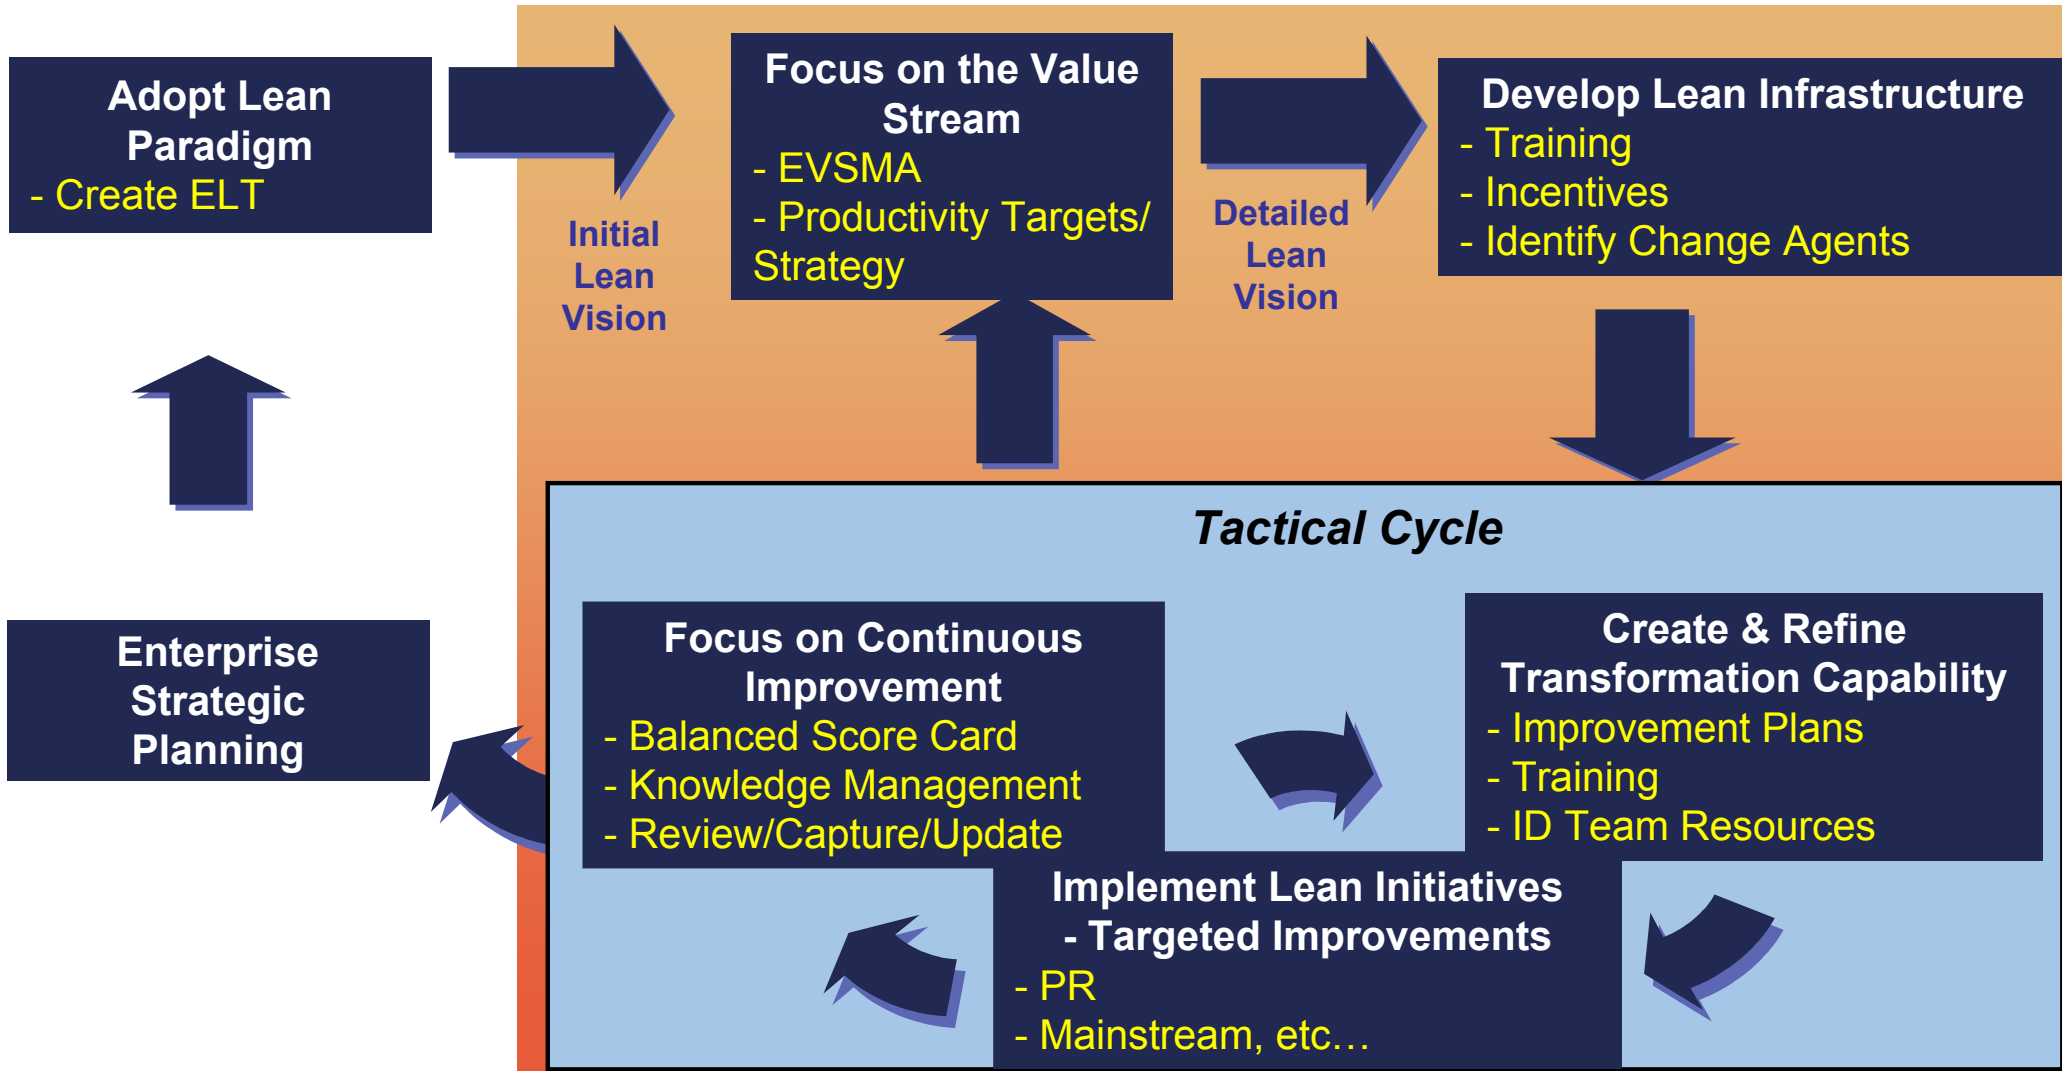 Adopt Lean
Paradigm
- Create ELT
Initial
Lean
Vision
Focus on the Value
Stream
- EVSMA
- Productivity Targets/
Strategy
Detailed
Lean
Vision
Develop Lean Infrastructure
- Training
- Incentives
- Identify Change Agents
Enterprise
Strategic
Planning
Tactical Cycle
Focus on Continuous
Improvement
- Balanced Score Card
- Knowledge Management
- Review/Capture/Update
Create & Refine
Transformation Capability
- Improvement Plans
- Training
- ID Team Resources
Implement Lean Initiatives
- Targeted Improvements
- PR
- Mainstream, etc…